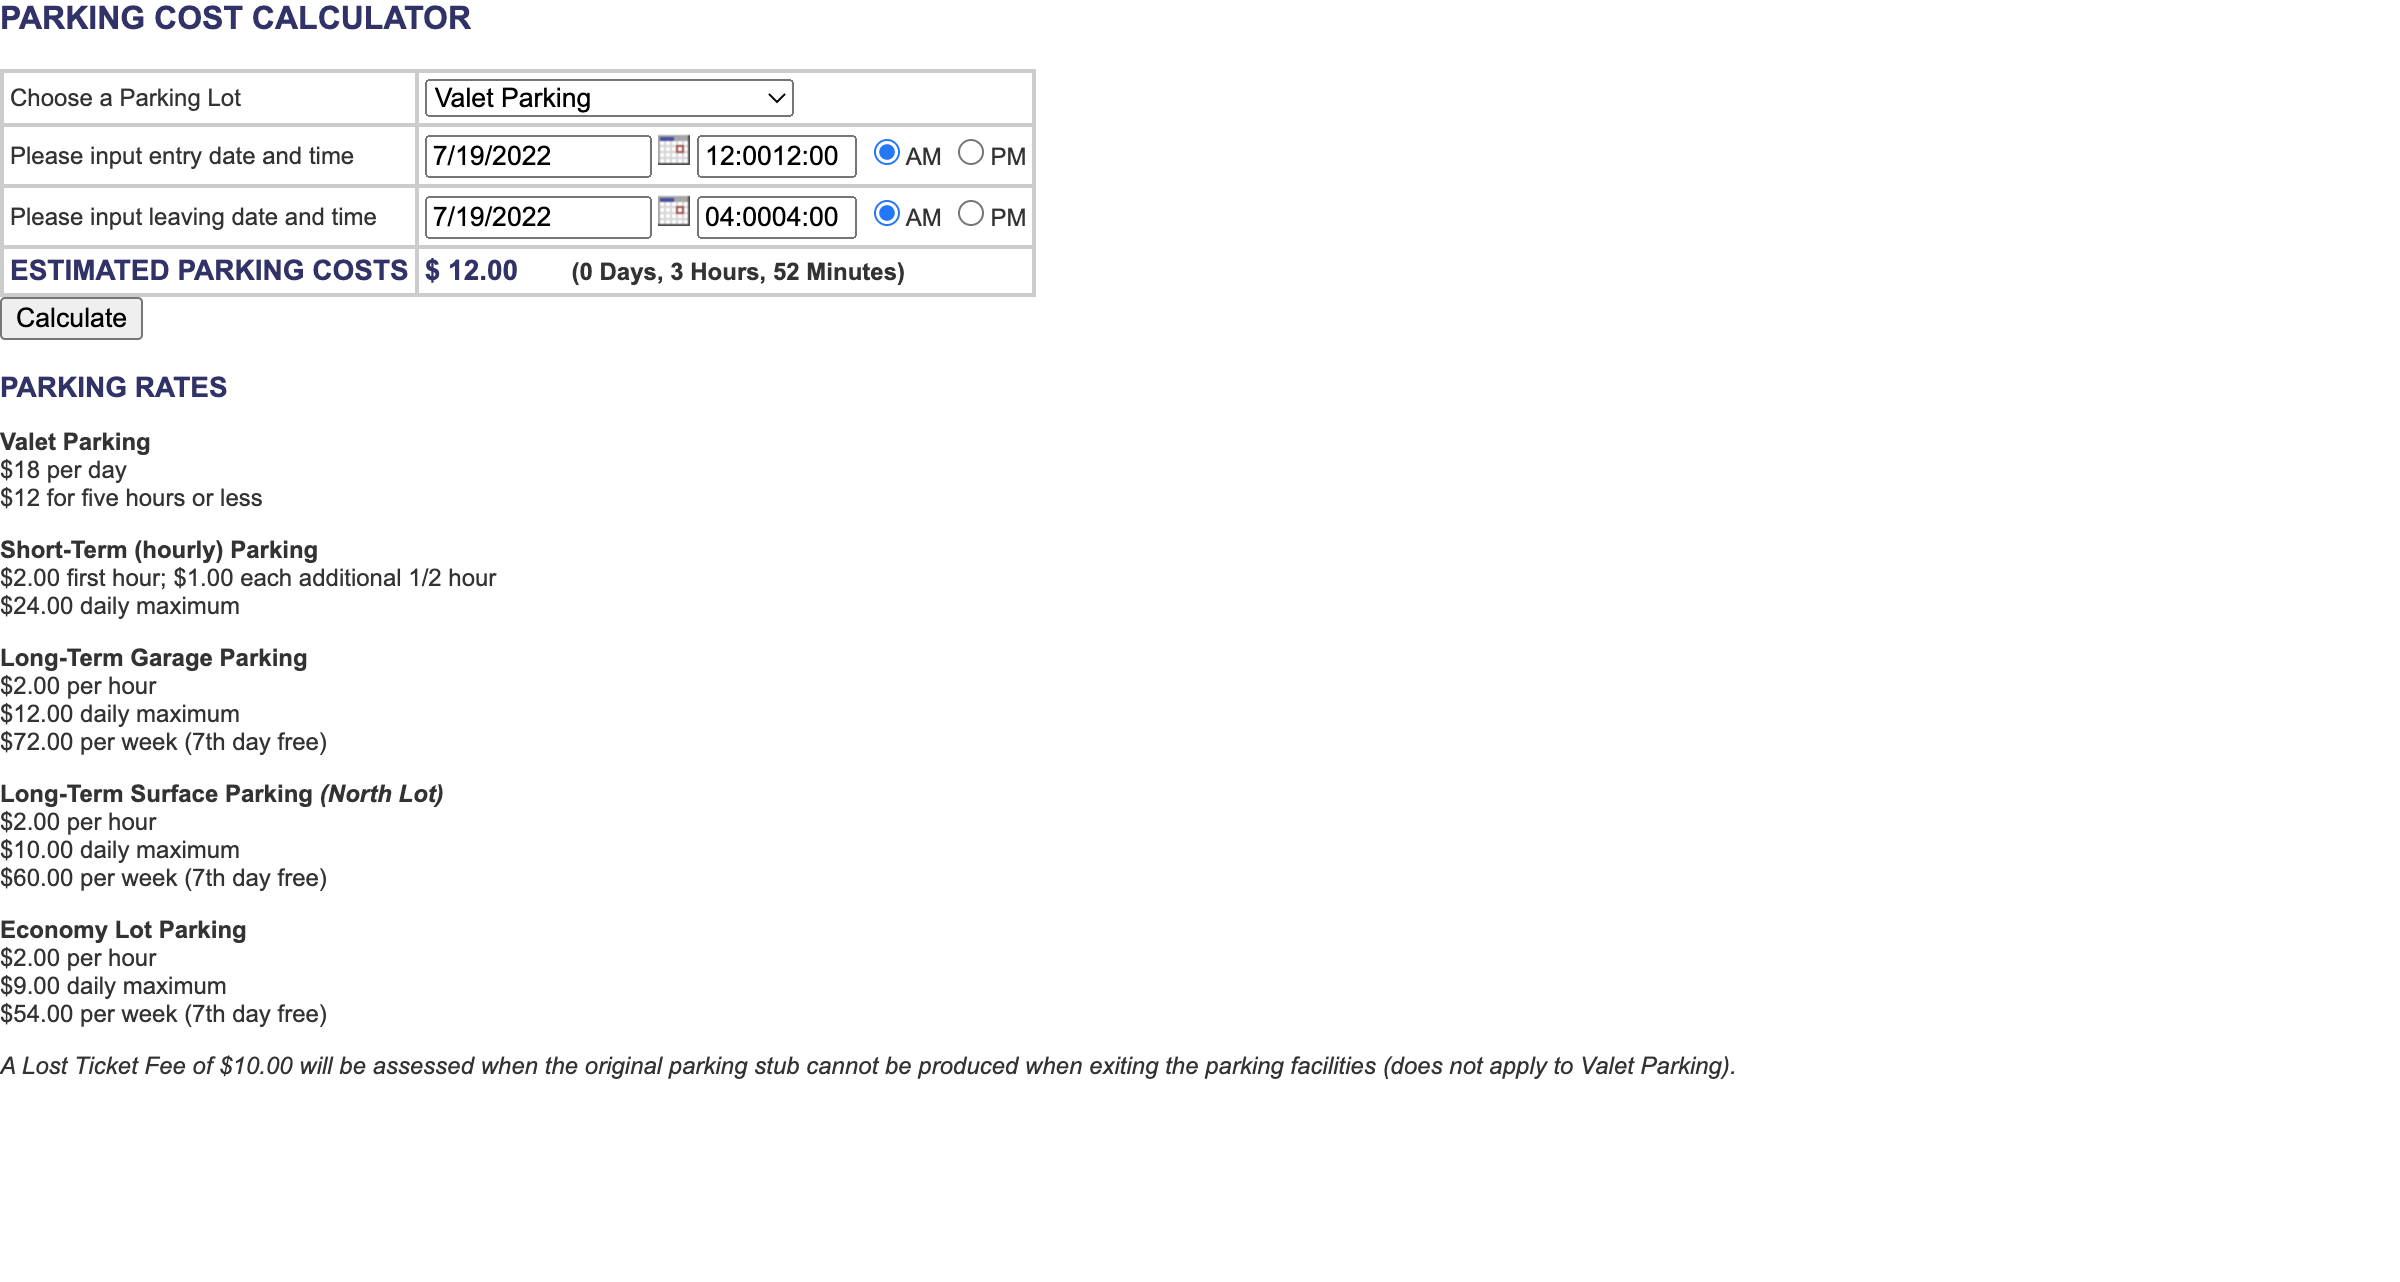 PARKING COST CALCULATOR
Choose a Parking Lot Valet Parking
Please input entry date and time 7/19/2022 12:0012:00 AM PM
Please input leaving date and time 7/19/2022 04:0004:00 AM PM
ESTIMATED PARKING COSTS $ 12.00 (0 Days, 3 Hours, 52 Minutes)
Calculate
PARKING RATES
Valet Parking
$18 per day
$12 for five hours or less
Short-Term (hourly) Parking
$2.00 first hour; $1.00 each additional 1/2 hour
$24.00 daily maximum
Long-Term Garage Parking
$2.00 per hour
$12.00 daily maximum
$72.00 per week (7th day free)
Long-Term Surface Parking (North Lot)
$2.00 per hour
$10.00 daily maximum
$60.00 per week (7th day free)
Economy Lot Parking
$2.00 per hour
$9.00 daily maximum
$54.00 per week (7th day free)
A Lost Ticket Fee of $10.00 will be assessed when the original parking stub cannot be produced when exiting the parking facilities (does not apply to Valet Parking).